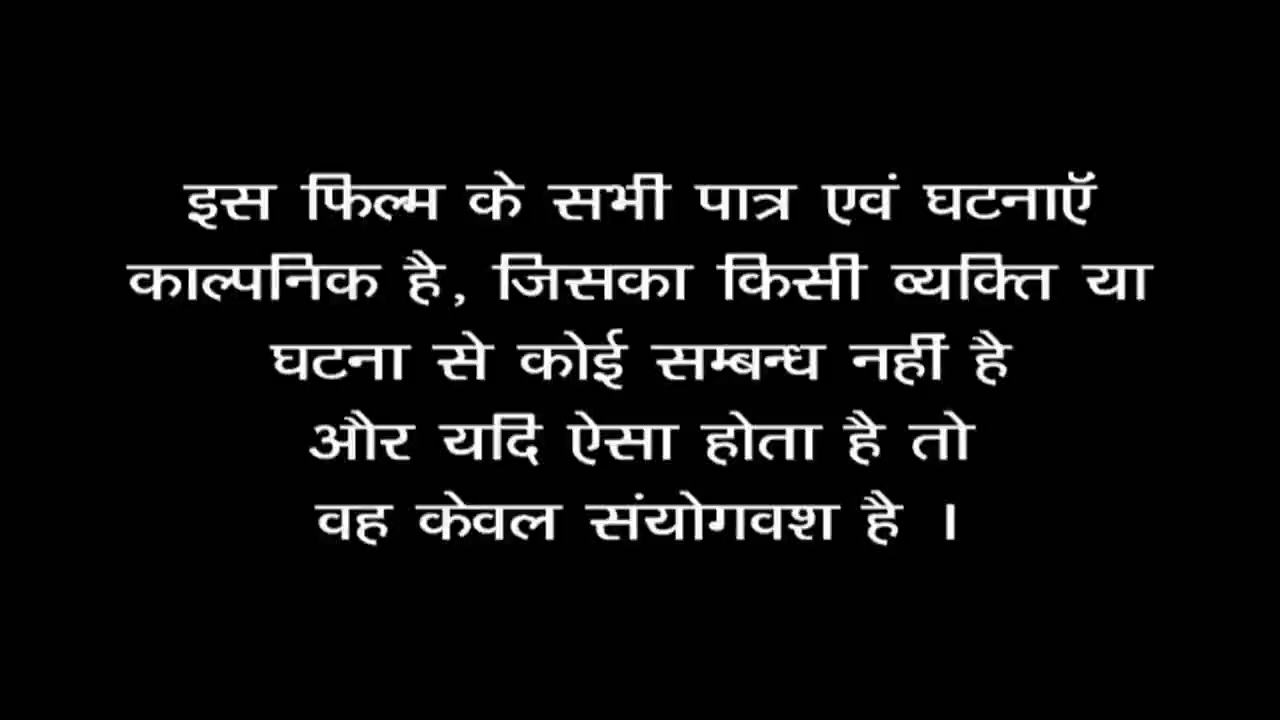 इस फिल्म के सभी पात्र एवं घटनाऍ
काल्पनिक है, जिसका किसी व्यक्ति या
घटना से कोई सम्बन्ध नहीं है
और यदि ऐसा होता है तो
वह केवल संयोगवश है ।